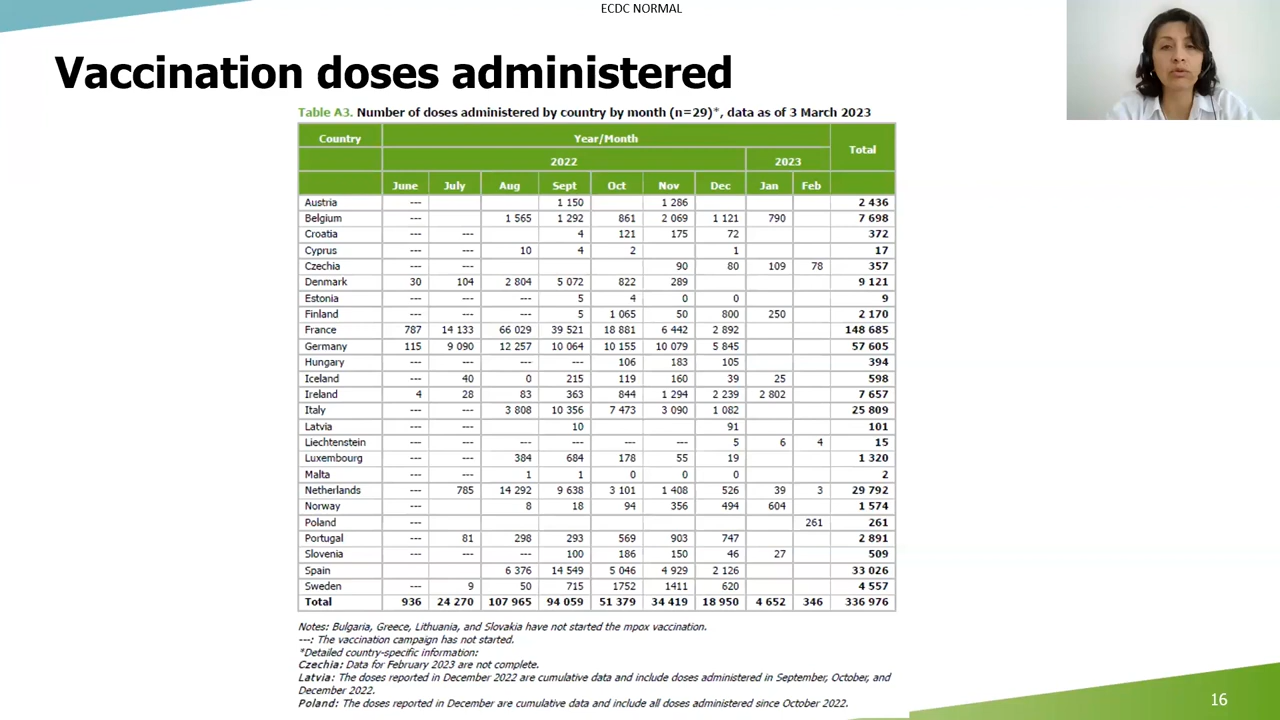 ECDC NORMAL
Vaccination doses administered
Table A3. Number of doses administered by country by month (n=29)*, data as of 3 March 2023
Country Year/Month Total
2022 2023
June July Aug Sept Oct Nov Dec Jan Feb
Austria --- 1 150 1 286 2 436
Belgium --- 1 565 1 292 861 2 069 1 121 790 7 698
Croatia --- --- 4 121 175 72 372
Cyprus --- --- 10 4 2 1 17
Czechia --- --- 90 80 109 78 357
Denmark 30 104 2 804 5 072 822 289 9 121
Estonia --- --- --- 5 4 0 0 9
Finland --- --- --- 5 1 065 50 800 250 2 170
France 787 14 133 66 029 39 521 18 881 6 442 2 892 148 685
Germany 115 9 090 12 257 10 064 10 155 10 079 5 845 57 605
Hungary --- --- --- --- 106 183 105 394
Iceland --- 40 0 215 119 160 39 25 598
Ireland 4 28 83 363 844 1 294 2 239 2 802 7 657
Italy --- --- 3 808 10 356 7 473 3 090 1 082 25 809
Latvia --- --- 10 91 101
Liechtenstein --- --- --- --- --- --- 5 6 4 15
Luxembourg --- --- 384 684 178 55 19 1 320
Malta --- --- 1 1 0 0 0 2
Netherlands --- 785 14 292 9 638 3 101 1 408 526 39 3 29 792
Norway --- 8 18 94 356 494 604 1 574
Poland --- 261 261
Portugal --- 81 298 293 569 903 747 2 891
Slovenia --- --- --- 100 186 150 46 27 509
Spain 6 376 14 549 5 046 4 929 2 126 33 026
Sweden --- 9 50 715 1752 1411 620 4 557
Total 936 24 270 107 965 94 059 51 379 34 419 18 950 4 652 346 336 976
Notes: Bulgaria, Greece, Lithuania, and Slovakia have not started the mpox vaccination.
---: The vaccination campaign has not started.
*Detailed country-specific information:
Czechia: Data for February 2023 are not complete.
Latvia: The doses reported in December 2022 are cumulative data and include doses administered in September, October, and
December 2022.
Poland: The doses reported in December are cumulative data and include all doses administered since October 2022.
16